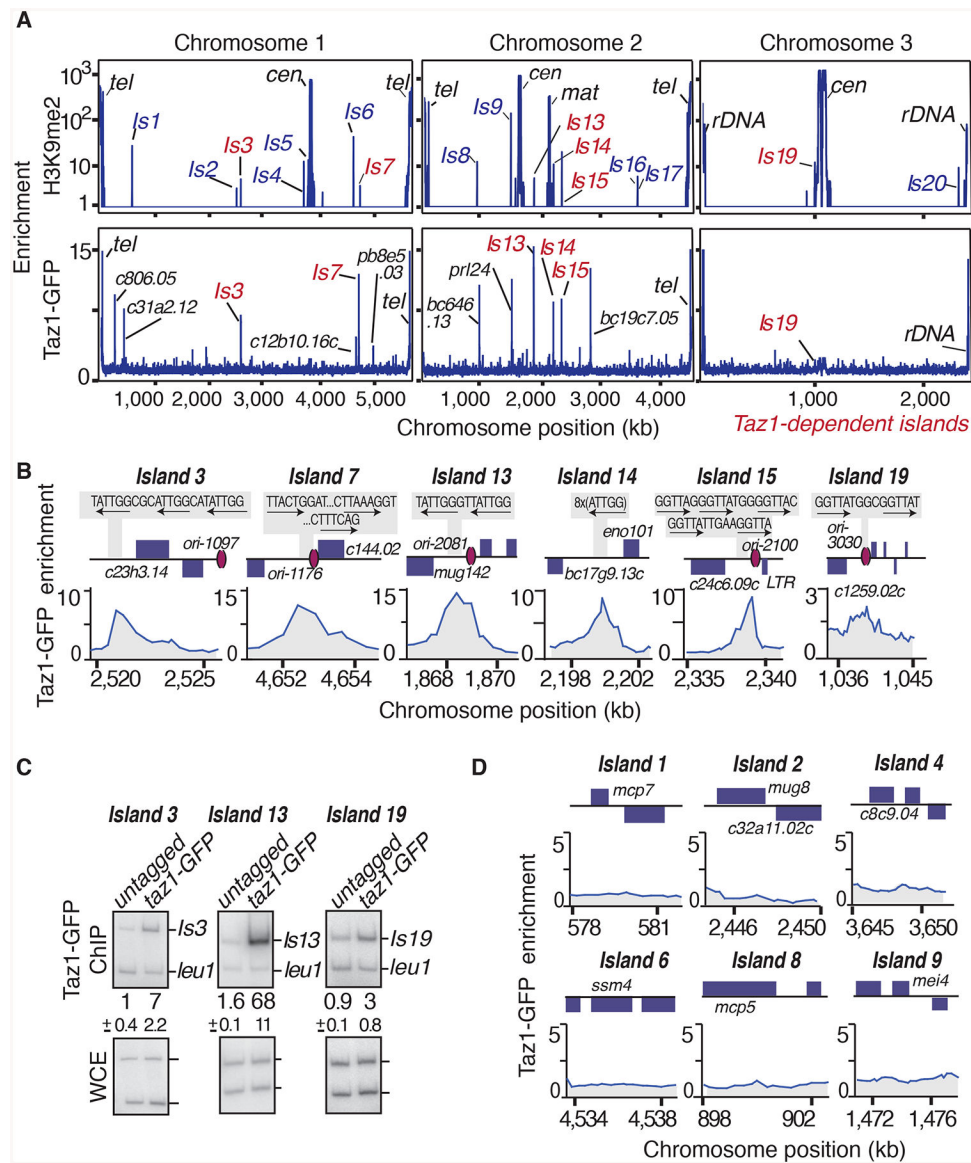 A
Chromosome 1
Chromosome 2
Chromosome 3
Enrichment
H3K9me2
10³
10²
10
1
tel
Is1
Is2
Is3
Is4
Is5
cen
Is6
Is7
tel
tel
Is8
Is9
cen
mat
Is13
Is14
Is15
Is16
Is17
tel
rDNA
Is19
cen
rDNA
Is20
Taz1-GFP
15
0
tel
c806.05
c31a2.12
Is3
c12b10.16c
Is7
pb8e5
.03
tel
bc646
.13
prl24
Is13
Is14
Is15
bc19c7.05
tel
Is19
rDNA
1,000 2,000 3,000 4,000 5,000
1,000 2,000 3,000 4,000
1,000 2,000
Chromosome position (kb)
Taz1-dependent islands
B
Island 3 Island 7 Island 13 Island 14 Island 15 Island 19
TATTGGCGCATTGGCATATTGG
TTACTGGAT...CTTAAAGGT
...CTTTCAG
TATTGGGTTATTGG
8x(ATTGG)
GGTTAGGGTTATGGGGTTAC
GGTTATTGAAGGTTA
GGTTATGGCGGTTAT
ori-1097
c23h3.14
c144.02
ori-1176
ori-2081
mug142
eno101
bc17g9.13c
ori-2100
c24c6.09c LTR
ori-
3030
c1259.02c
Taz1-GFP enrichment
10
0
15
0
15
0
10
0
10
0
3
0
2,520 2,525
4,652 4,654
1,868 1,870
2,198 2,202
2,335 2,340
1,036 1,045
Chromosome position (kb)
C
Island 3 Island 13 Island 19
untagged
taz1-GFP
untagged
taz1-GFP
untagged
taz1-GFP
Taz1-GFP
ChIP
Is3
leu1
Is13
leu1
Is19
leu1
1 7 1.6 68 0.9 3
±0.4 2.2 ±0.1 11 ±0.1 0.8
WCE
D
Island 1 Island 2 Island 4
mcp7
mug8
c32a11.02c
c8c9.04
Taz1-GFP enrichment
5
0
5
0
5
0
578 581
2,446 2,450
3,645 3,650
Island 6 Island 8 Island 9
ssm4
mcp5
mei4
5
0
5
0
5
0
4,534 4,538
898 902
1,472 1,476
Chromosome position (kb)